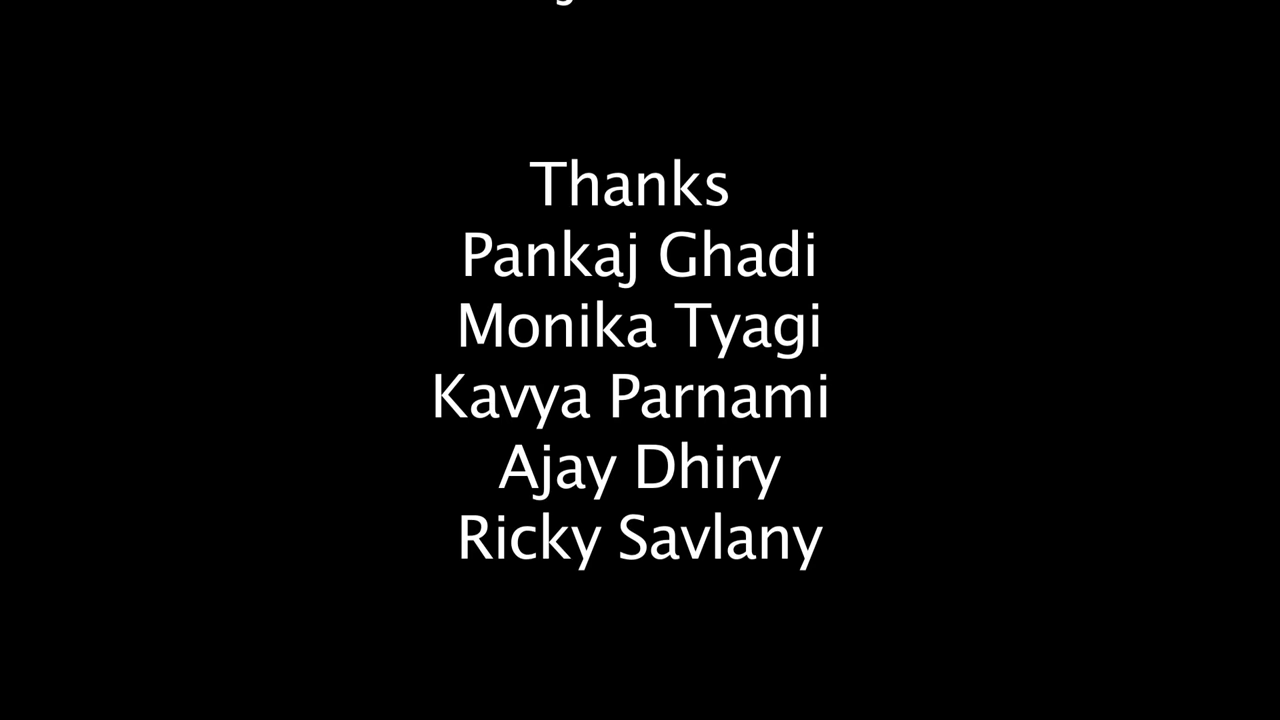 Thanks
Pankaj Ghadi
Monika Tyagi
Kavya Parnami
Ajay Dhiry
Ricky Savlany